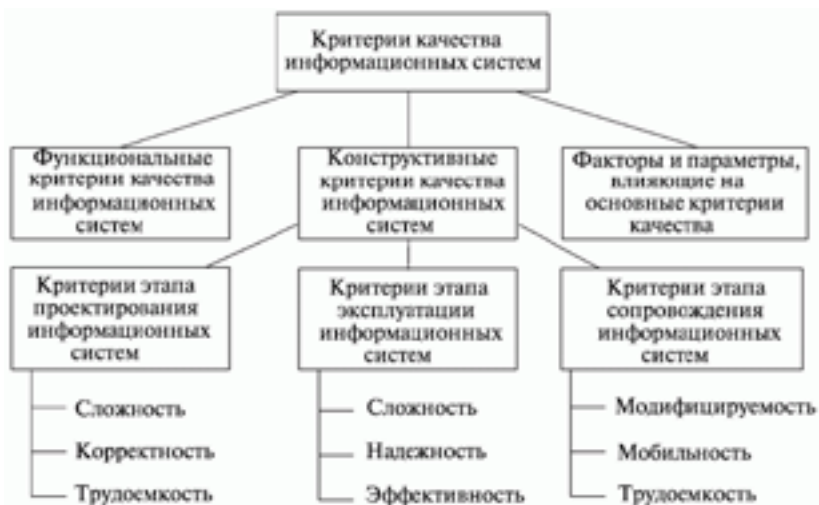 Критерии качества
информационных систем
Функциональные
критерии качества
информационных
систем
Конструктивные
критерии качества
информационных
систем
Факторы и параметры,
влияющие на
основные критерии
качества
Критерии этапа
проектирования
информационных
систем
Критерии этапа
эксплуатации
информационных
систем
Критерии этапа
сопровождения
информационных
систем
Сложность
Корректность
Трудоемкость
Сложность
Надежность
Эффективность
Модифицируемость
Мобильность
Трудоемкость